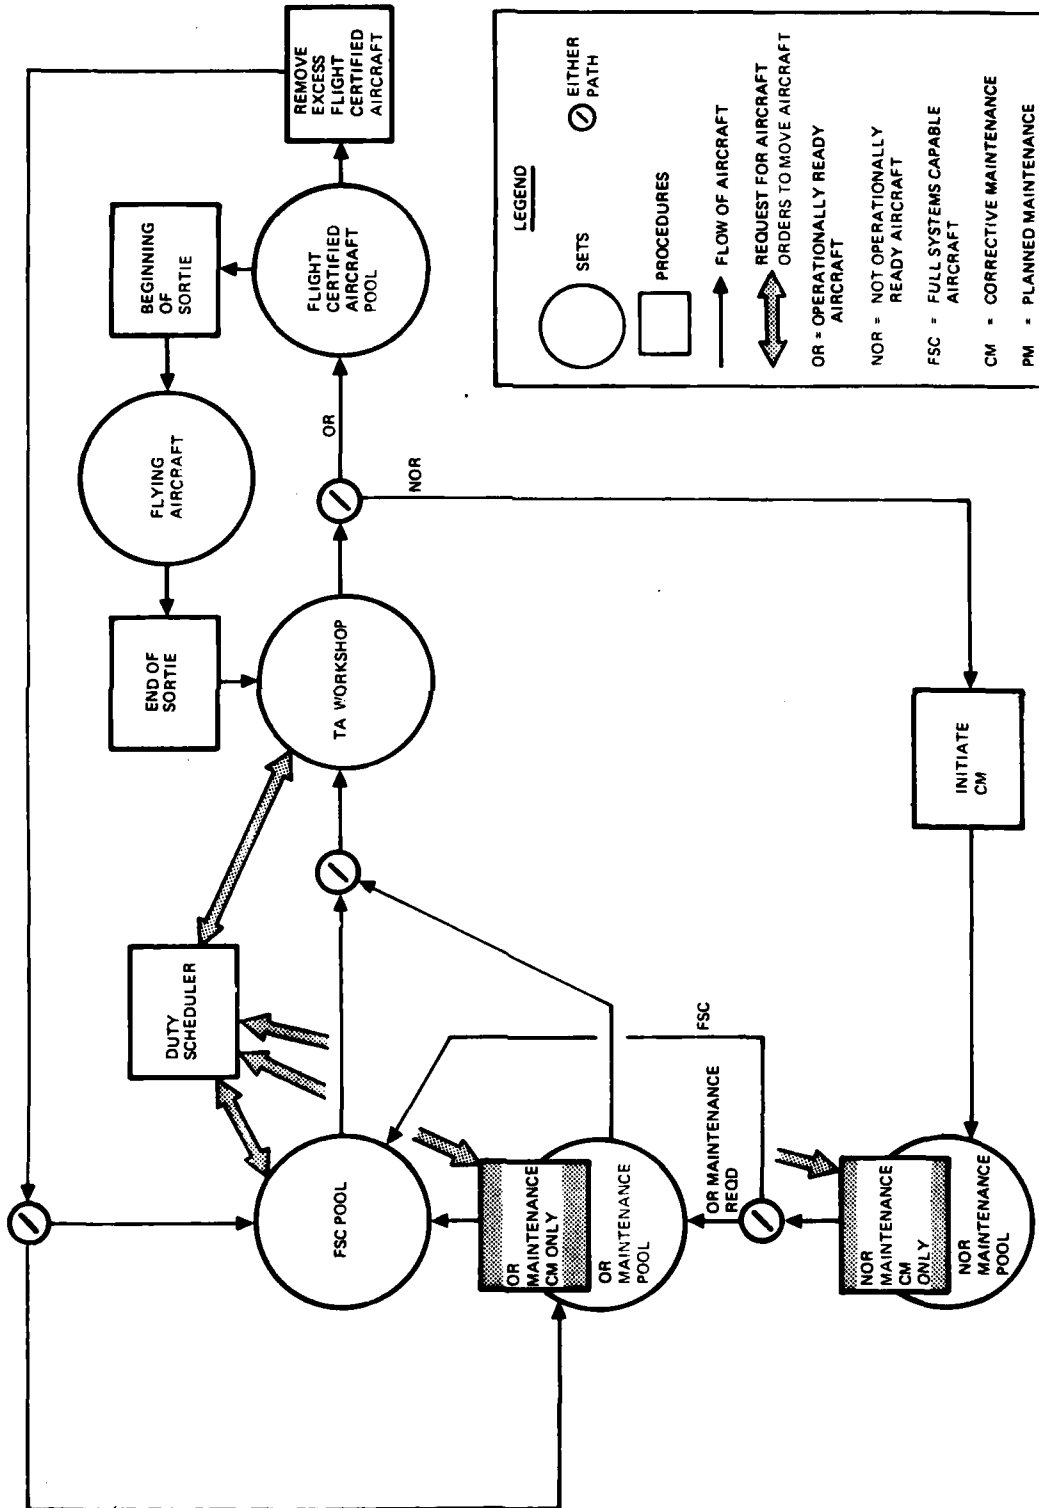 REMOVE
EXCESS
FLIGHT
CERTIFIED
AIRCRAFT
BEGINNING
OF
SORTIE
FLIGHT
CERTIFIED
AIRCRAFT
POOL
FLYING
AIRCRAFT
END OF
SORTIE
TA WORKSHOP
OR
NOR
DUTY
SCHEDULER
FSC POOL
OR
MAINTENANCE
CM ONLY
OR
MAINTENANCE
POOL
FSC
OR MAINTENANCE
REQD
NOR
MAINTENANCE
CM
ONLY
NOR
MAINTENANCE
POOL
INITIATE
CM
LEGEND
SETS
EITHER
PATH
PROCEDURES
FLOW OF AIRCRAFT
REQUEST FOR AIRCRAFT
ORDERS TO MOVE AIRCRAFT
OR = OPERATIONALLY READY
AIRCRAFT
NOR = NOT OPERATIONALLY
READY AIRCRAFT
FSC = FULL SYSTEMS CAPABLE
AIRCRAFT
CM = CORRECTIVE MAINTENANCE
PM = PLANNED MAINTENANCE